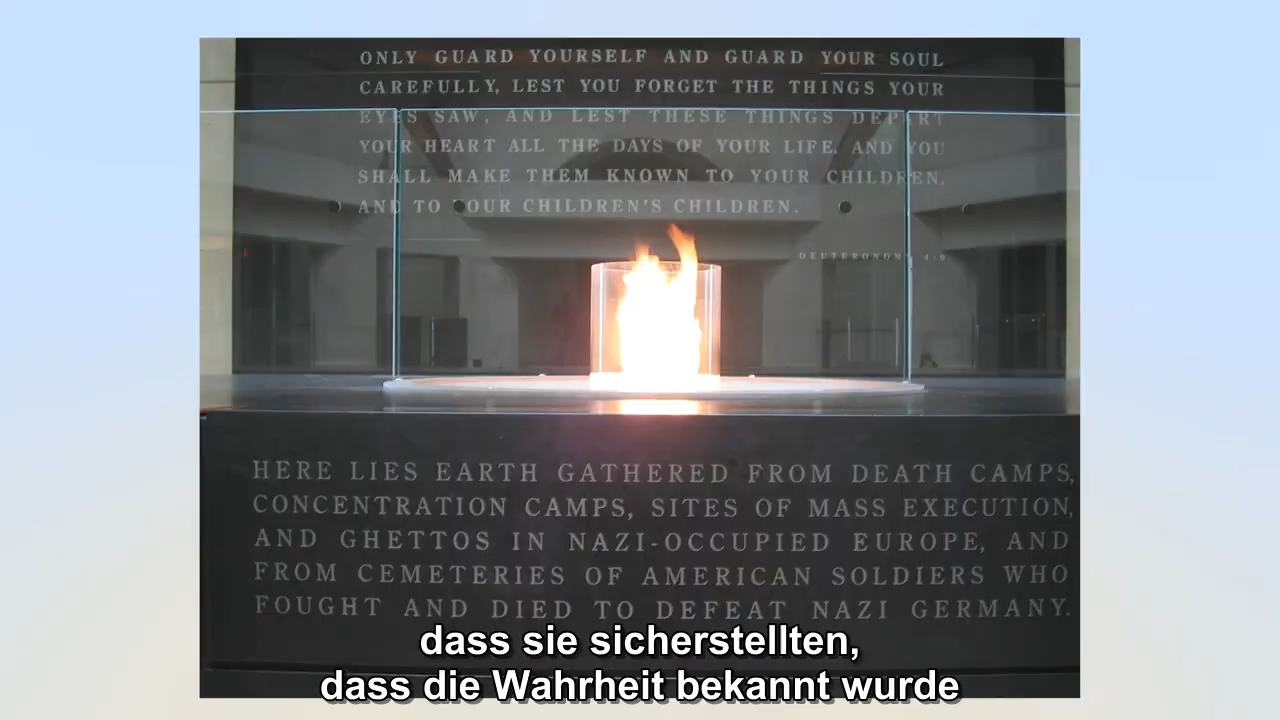 ONLY GUARD YOURSELF AND GUARD YOUR SOUL
CAREFULLY, LEST YOU FORGET THE THINGS YOUR
EYES SAW, AND LEST THESE THINGS DEPART
YOUR HEART ALL THE DAYS OF YOUR LIFE. AND YOU
SHALL MAKE THEM KNOWN TO YOUR CHILDREN,
AND TO YOUR CHILDREN'S CHILDREN.
DEUTERONOMY 4:9
HERE LIES EARTH GATHERED FROM DEATH CAMPS,
CONCENTRATION CAMPS, SITES OF MASS EXECUTION,
AND GHETTOS IN NAZI-OCCUPIED EUROPE, AND
FROM CEMETERIES OF AMERICAN SOLDIERS WHO
FOUGHT AND DIED TO DEFEAT NAZI GERMANY.
dass sie sicherstellten,
dass die Wahrheit bekannt wurde